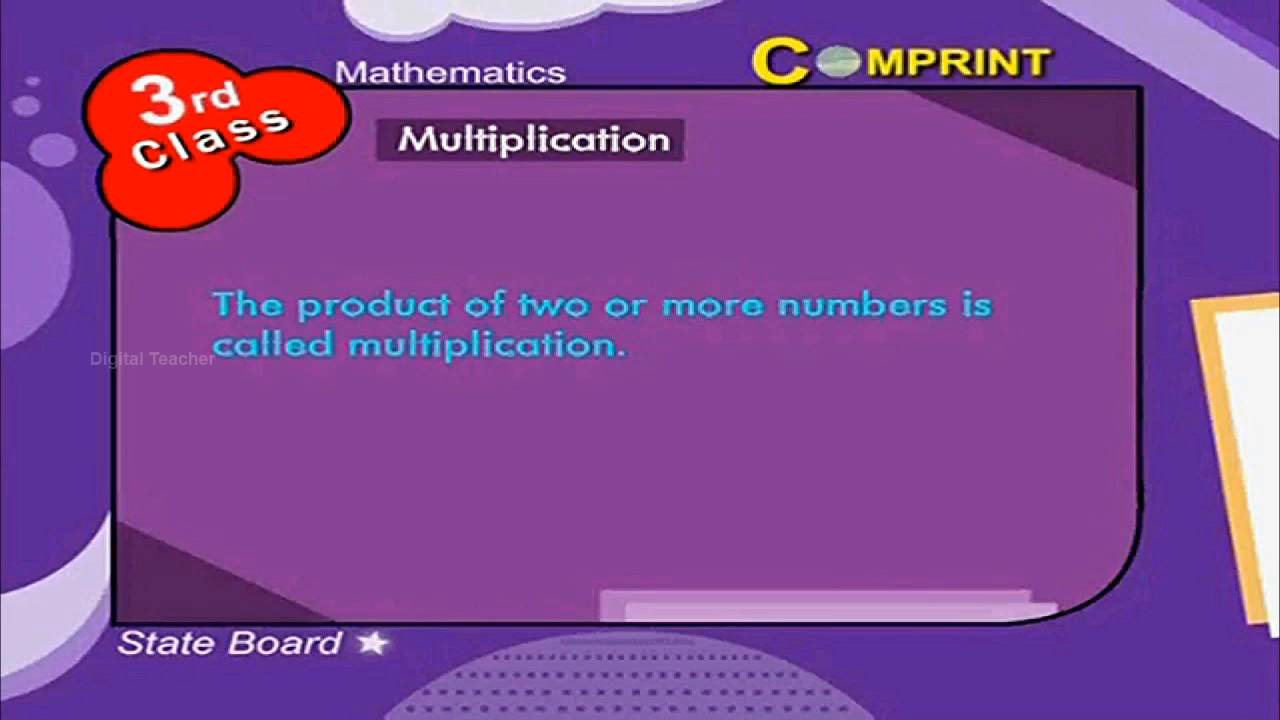 Mathematics
COMPRINT
3rd
Class
Multiplication
The product of two or more numbers is
called multiplication.
Digital Teacher
State Board